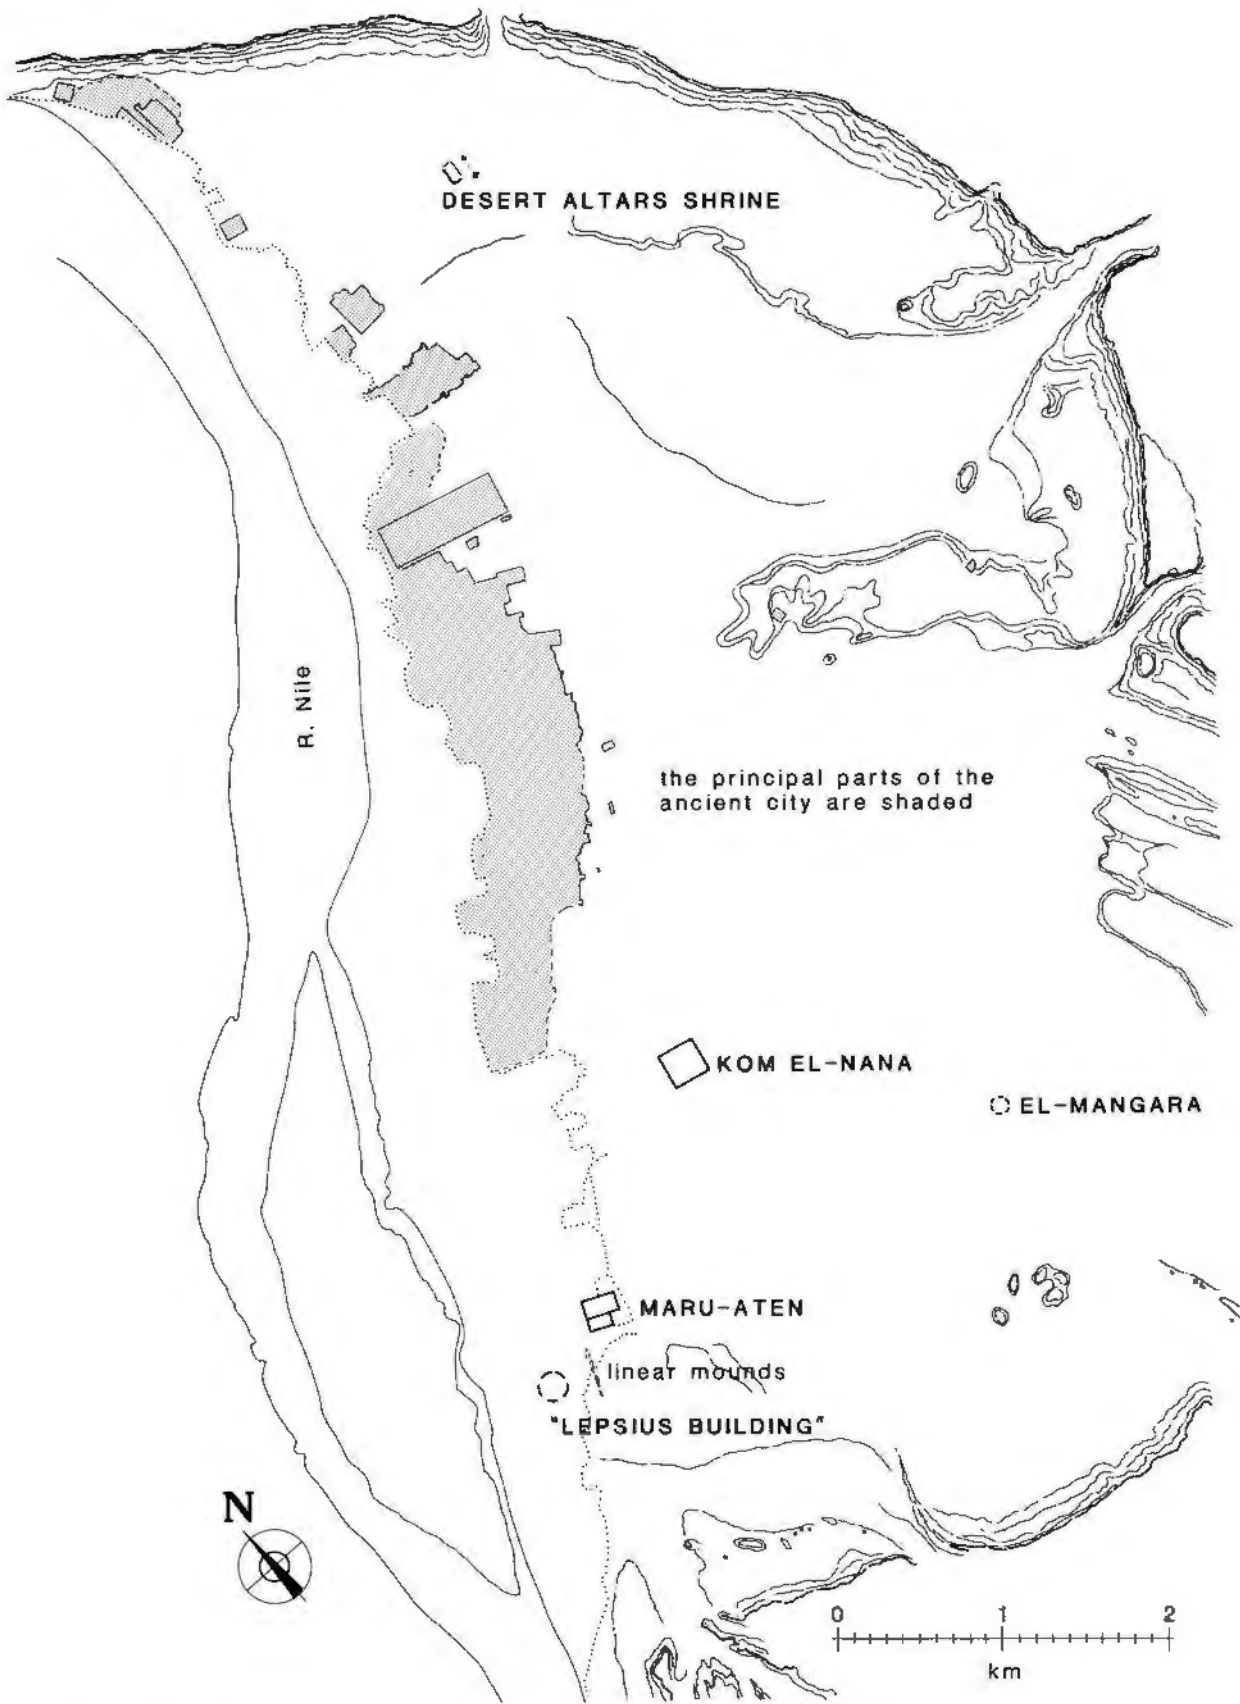 DESERT ALTARS SHRINE
R. Nile
the principal parts of the
ancient city are shaded
KOM EL-NANA
EL-MANGARA
MARU-ATEN
linear mounds
"LEPSIUS BUILDING"
N
0 1 2
km